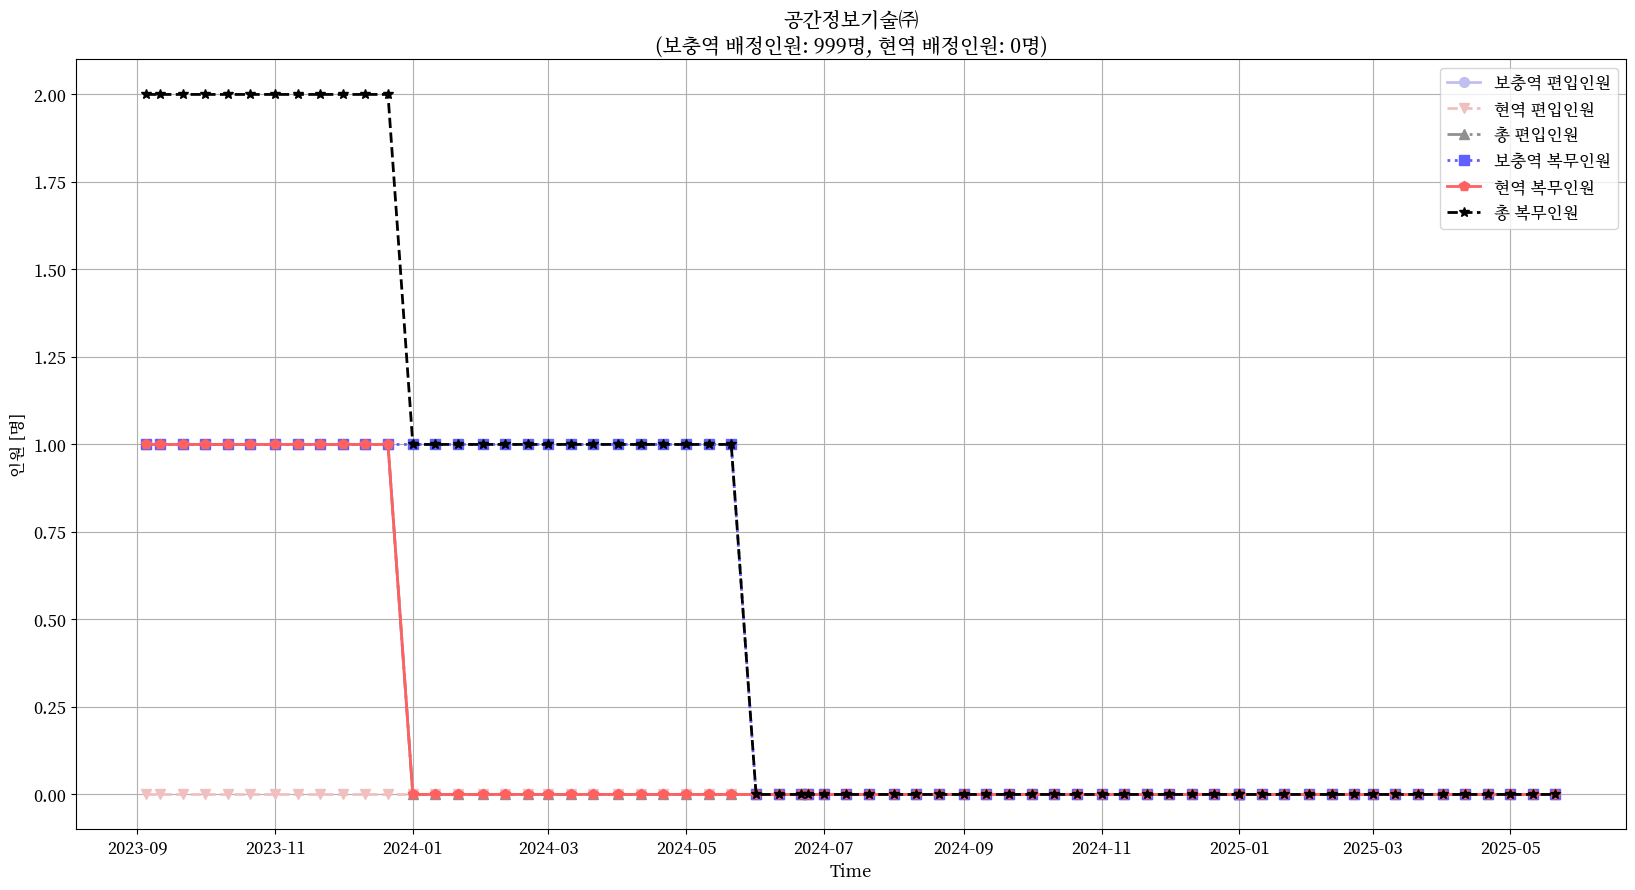 공간정보기술㈜
(보충역 배정인원: 999명, 현역 배정인원: 0명)
보충역 편입인원
현역 편입인원
총 편입인원
보충역 복무인원
현역 복무인원
총 복무인원
인원 [명]
2.00
1.75
1.50
1.25
1.00
0.75
0.50
0.25
0.00
2023-09 2023-11 2024-01 2024-03 2024-05 2024-07 2024-09 2024-11 2025-01 2025-03 2025-05
Time